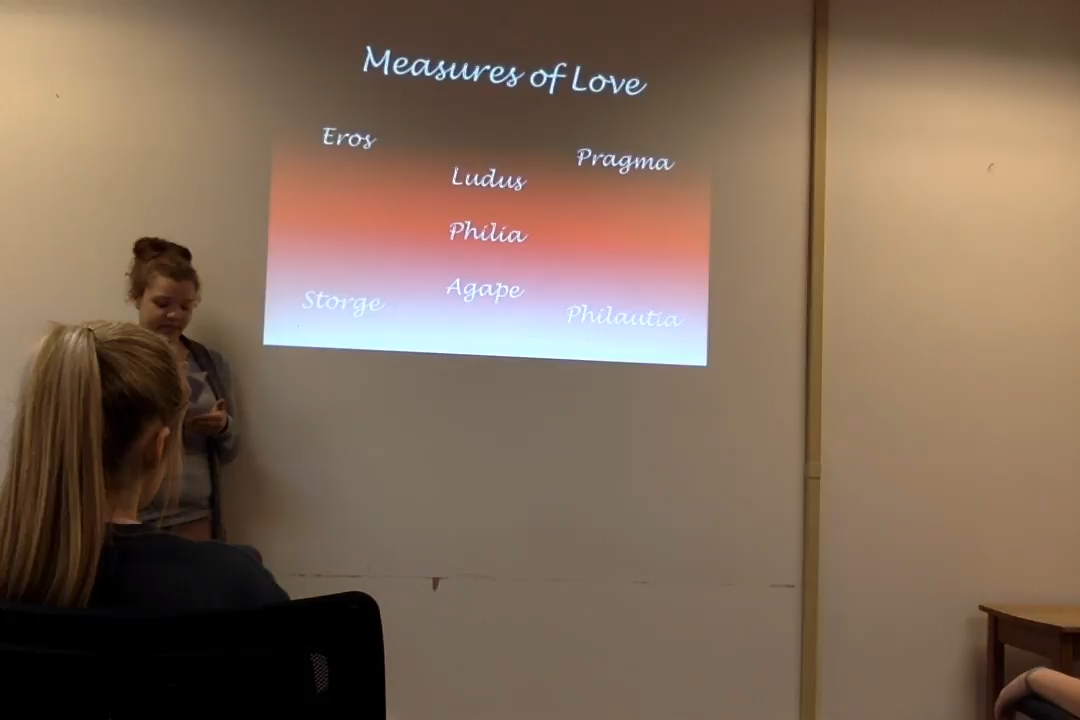 Measures of Love
Eros
Pragma
Ludus
Philia
Agape
Storge
Philautia